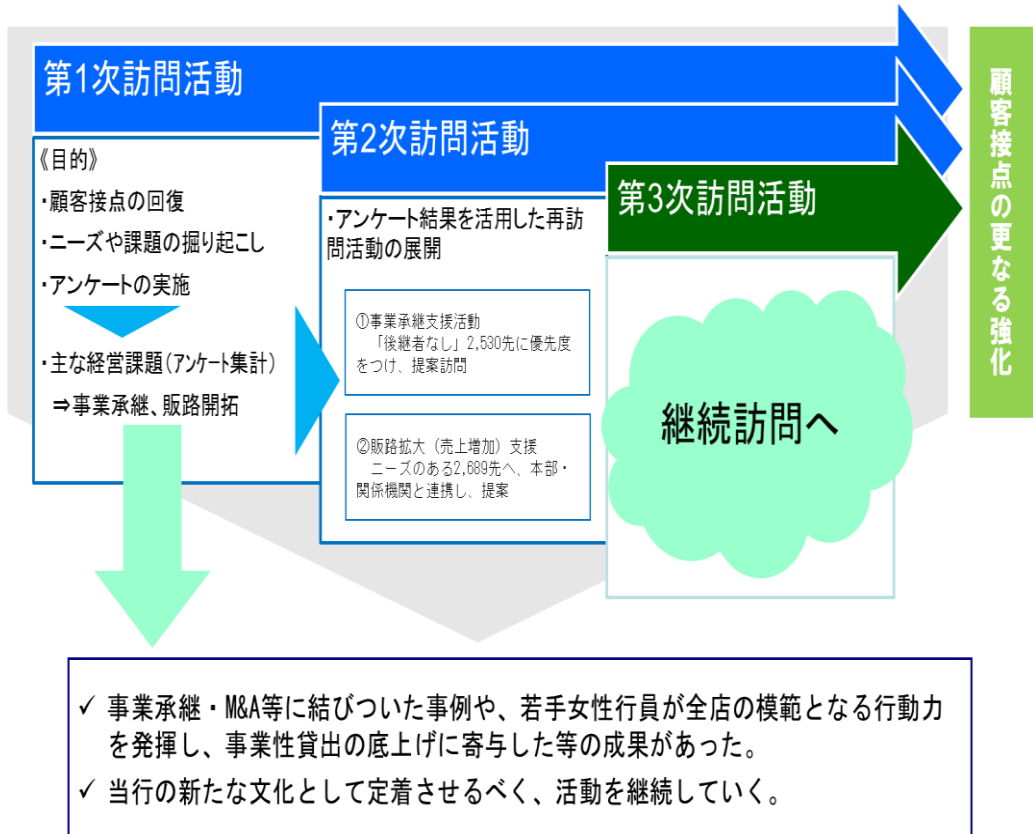 第1次訪問活動
《目的》
・顧客接点の回復
・ニーズや課題の掘り起こし
・アンケートの実施
・主な経営課題(アンケート集計)
⇒事業承継、販路開拓
第2次訪問活動
・アンケート結果を活用した再訪
問活動の展開
①事業承継支援活動
「後継者なし」2,530先に優先度
をつけ、提案訪問
②販路拡大（売上増加）支援
ニーズのある2,689先へ、本部・
関係機関と連携し、提案
第3次訪問活動
継続訪問へ
顧客接点の更なる強化
✓ 事業承継・M&A等に結びついた事例や、若手女性行員が全店の模範となる行動力
を発揮し、事業性貸出の底上げに寄与した等の成果があった。
✓ 当行の新たな文化として定着させるべく、活動を継続していく。